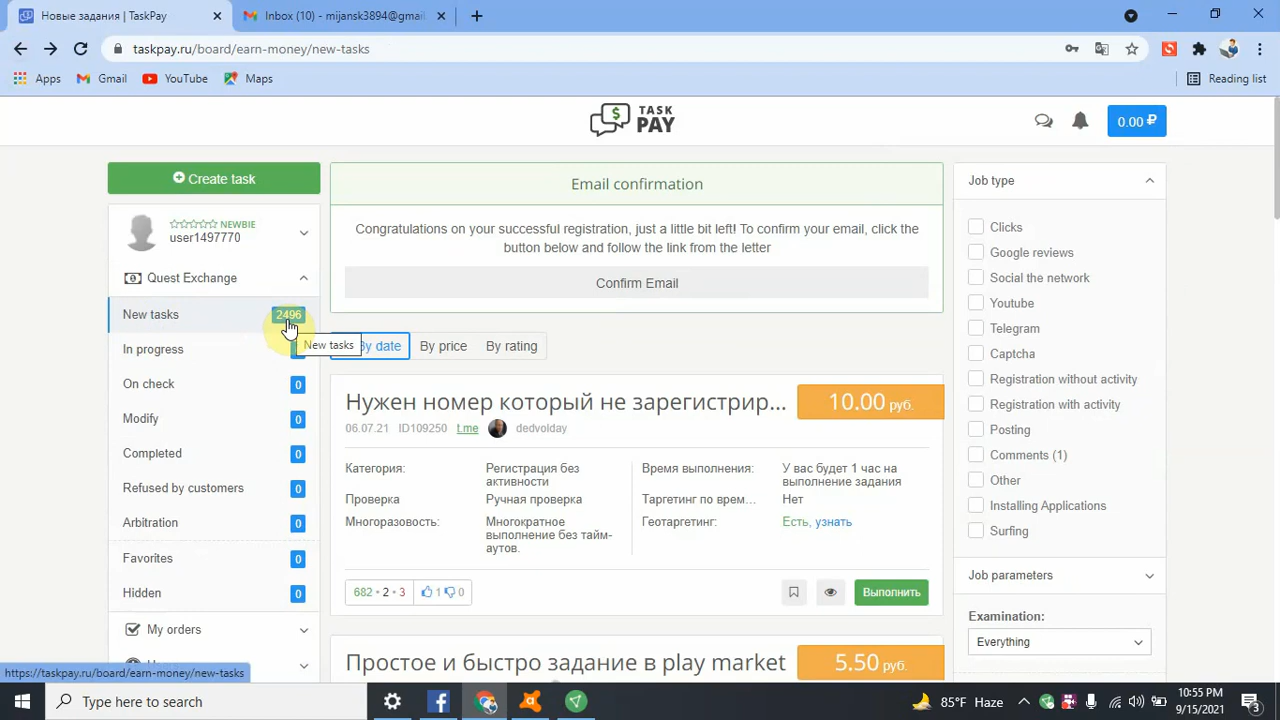 Новые задания | TaskPay
Inbox (10) - mijansk3894@gmail
taskpay.ru/board/earn-money/new-tasks
Apps Gmail YouTube Maps Reading list
TASK PAY
0.00 ₽
Create task
NEWBIE
user1497770
Quest Exchange
New tasks 2496
New tasks
In progress
On check 0
Modify 0
Completed 0
Refused by customers 0
Arbitration 0
Favorites 0
Hidden 0
My orders
https://taskpay.ru/board/earn-money/new-tasks
Email confirmation
Congratulations on your successful registration, just a little bit left! To confirm your email, click the
button below and follow the link from the letter
Confirm Email
By date By price By rating
Нужен номер который не зарегистрир... 10.00 руб.
06.07.21 ID109250 t.me dedvolday
Категория: Регистрация без активности
Проверка Ручная проверка
Многоразовость: Многократное выполнение без тайм-аутов.
Время выполнения: У вас будет 1 час на выполнение задания
Таргетинг по врем... Нет
Геотаргетинг: Есть, узнать
682 • 2 • 3 1 0 Выполнить
Простое и быстро задание в play market 5.50 руб.
Job type
Clicks
Google reviews
Social the network
Youtube
Telegram
Captcha
Registration without activity
Registration with activity
Posting
Comments (1)
Other
Installing Applications
Surfing
Job parameters
Examination:
Everything
Type here to search
85°F Haze
10:55 PM
9/15/2021
3